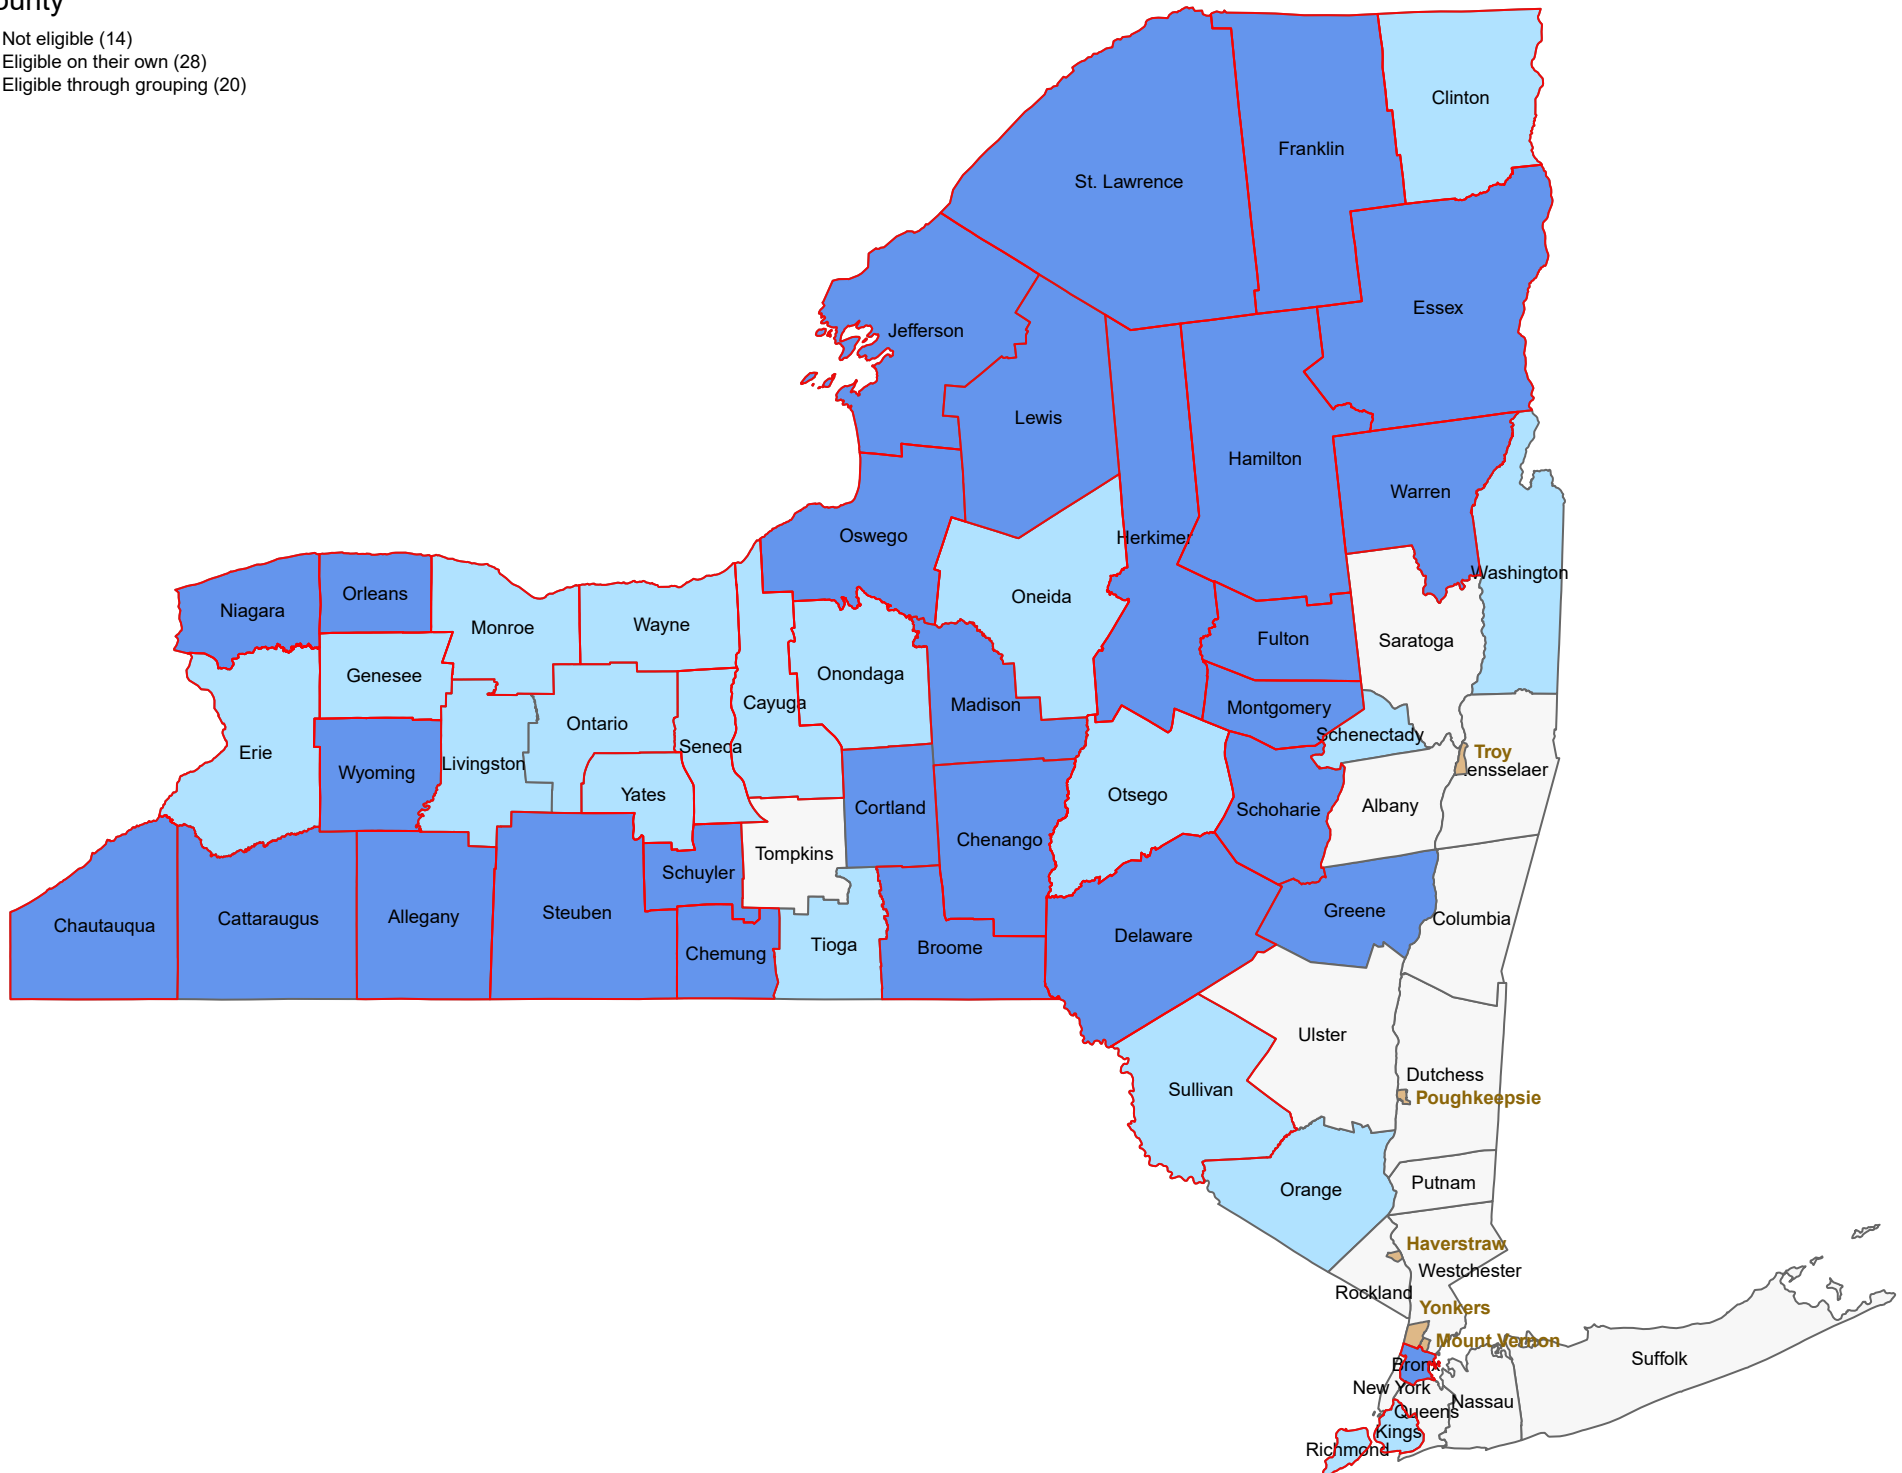 ounty
Not eligible (14)
Eligible on their own (28)
Eligible through grouping (20)
Clinton
Franklin
St. Lawrence
Essex
Jefferson
Lewis
Hamilton
Warren
Oswego
Herkimer
Washington
Orleans
Niagara
Oneida
Monroe
Wayne
Fulton
Saratoga
Genesee
Onondaga
Cayuga
Madison
Montgomery
Ontario
Schenectady
Seneca
Erie
Troy
Livingston
Wyoming
ensselaer
Yates
Otsego
Cortland
Schoharie
Albany
Chenango
Tompkins
Schuyler
Greene
Steuben
Allegany
Cattaraugus
Columbia
Chautauqua
Delaware
Tioga
Broome
Chemung
Ulster
Dutchess
Sullivan
Poughkeepsie
Putnam
Orange
Haverstraw
Westchester
Rockland
Yonkers
Mount Vernon
Suffolk
Bronx
New York
Nassau
Queens
Kings
Richmond